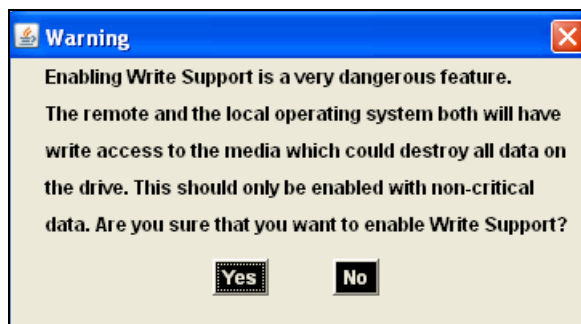 Warning
Enabling Write Support is a very dangerous feature.
The remote and the local operating system both will have
write access to the media which could destroy all data on
the drive. This should only be enabled with non-critical
data. Are you sure that you want to enable Write Support?
Yes No